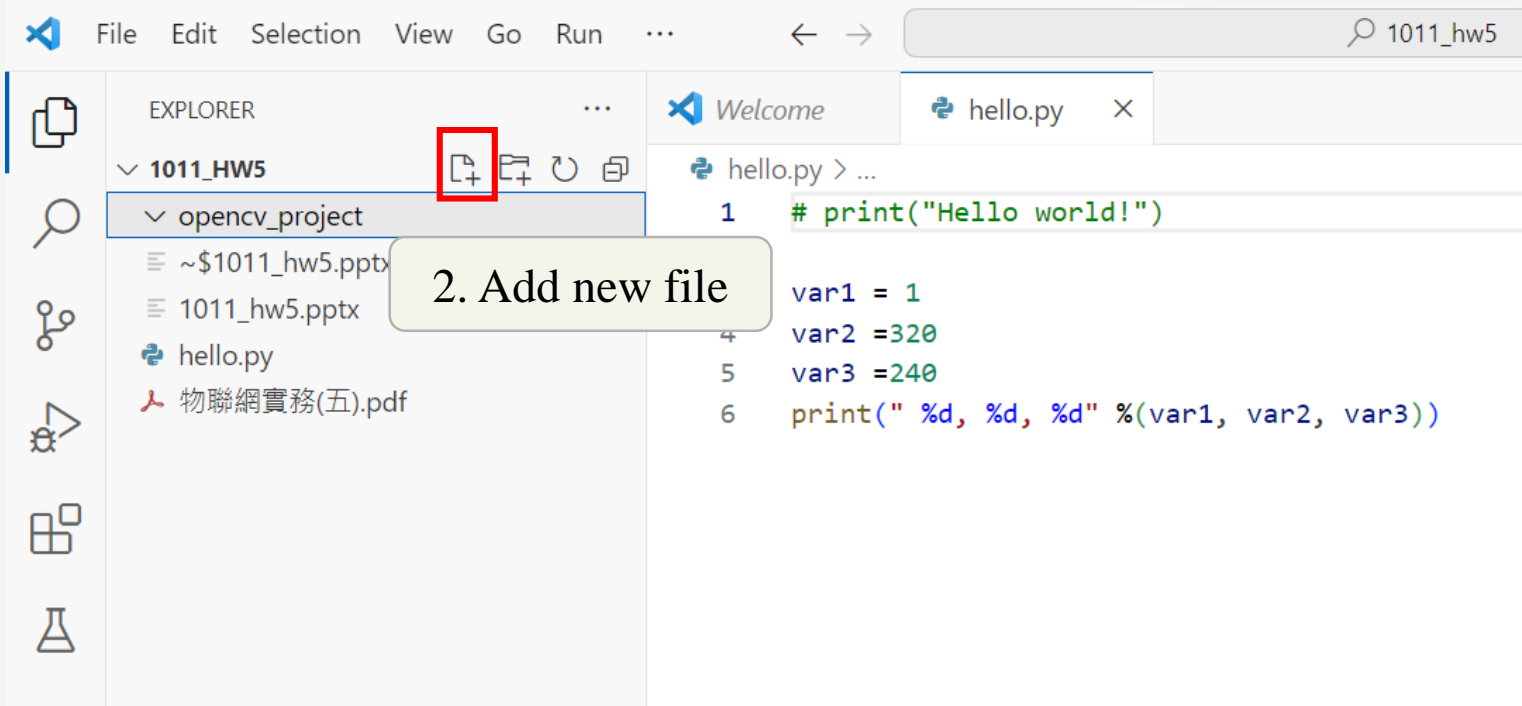 File Edit Selection View Go Run ··· 1011_hw5
EXPLORER ···
1011_HW5
opencv_project
~$1011_hw5.pptx
1011_hw5.pptx
hello.py
物聯網實務(五).pdf
2. Add new file
Welcome hello.py
hello.py > ...
1 # print("Hello world!")
var1 = 1
4 var2 =320
5 var3 =240
6 print(" %d, %d, %d" %(var1, var2, var3))